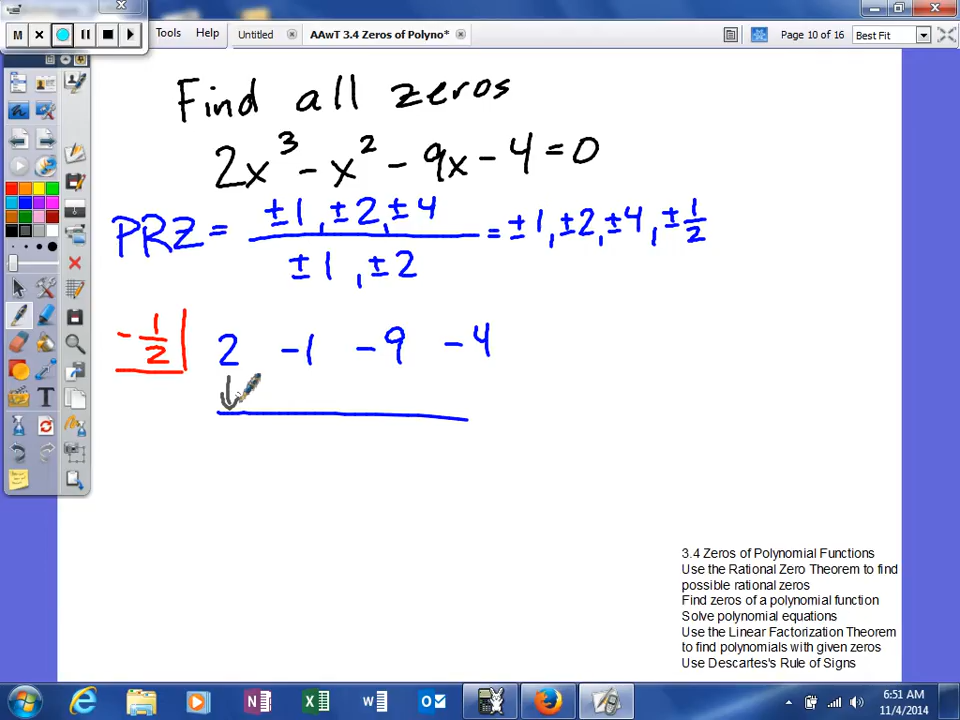 M
Tools Help Untitled AAwT 3.4 Zeros of Polyno* Page 10 of 16 Best Fit
Find all zeros
2x³ - x² - 9x - 4 = 0
PRZ = ±1, ±2, ±4 / ±1, ±2 = ±1, ±2, ±4, ±1/2
-1/2 | 2 -1 -9 -4
3.4 Zeros of Polynomial Functions
Use the Rational Zero Theorem to find
possible rational zeros
Find zeros of a polynomial function
Solve polynomial equations
Use the Linear Factorization Theorem
to find polynomials with given zeros
Use Descartes's Rule of Signs
6:51 AM
11/4/2014